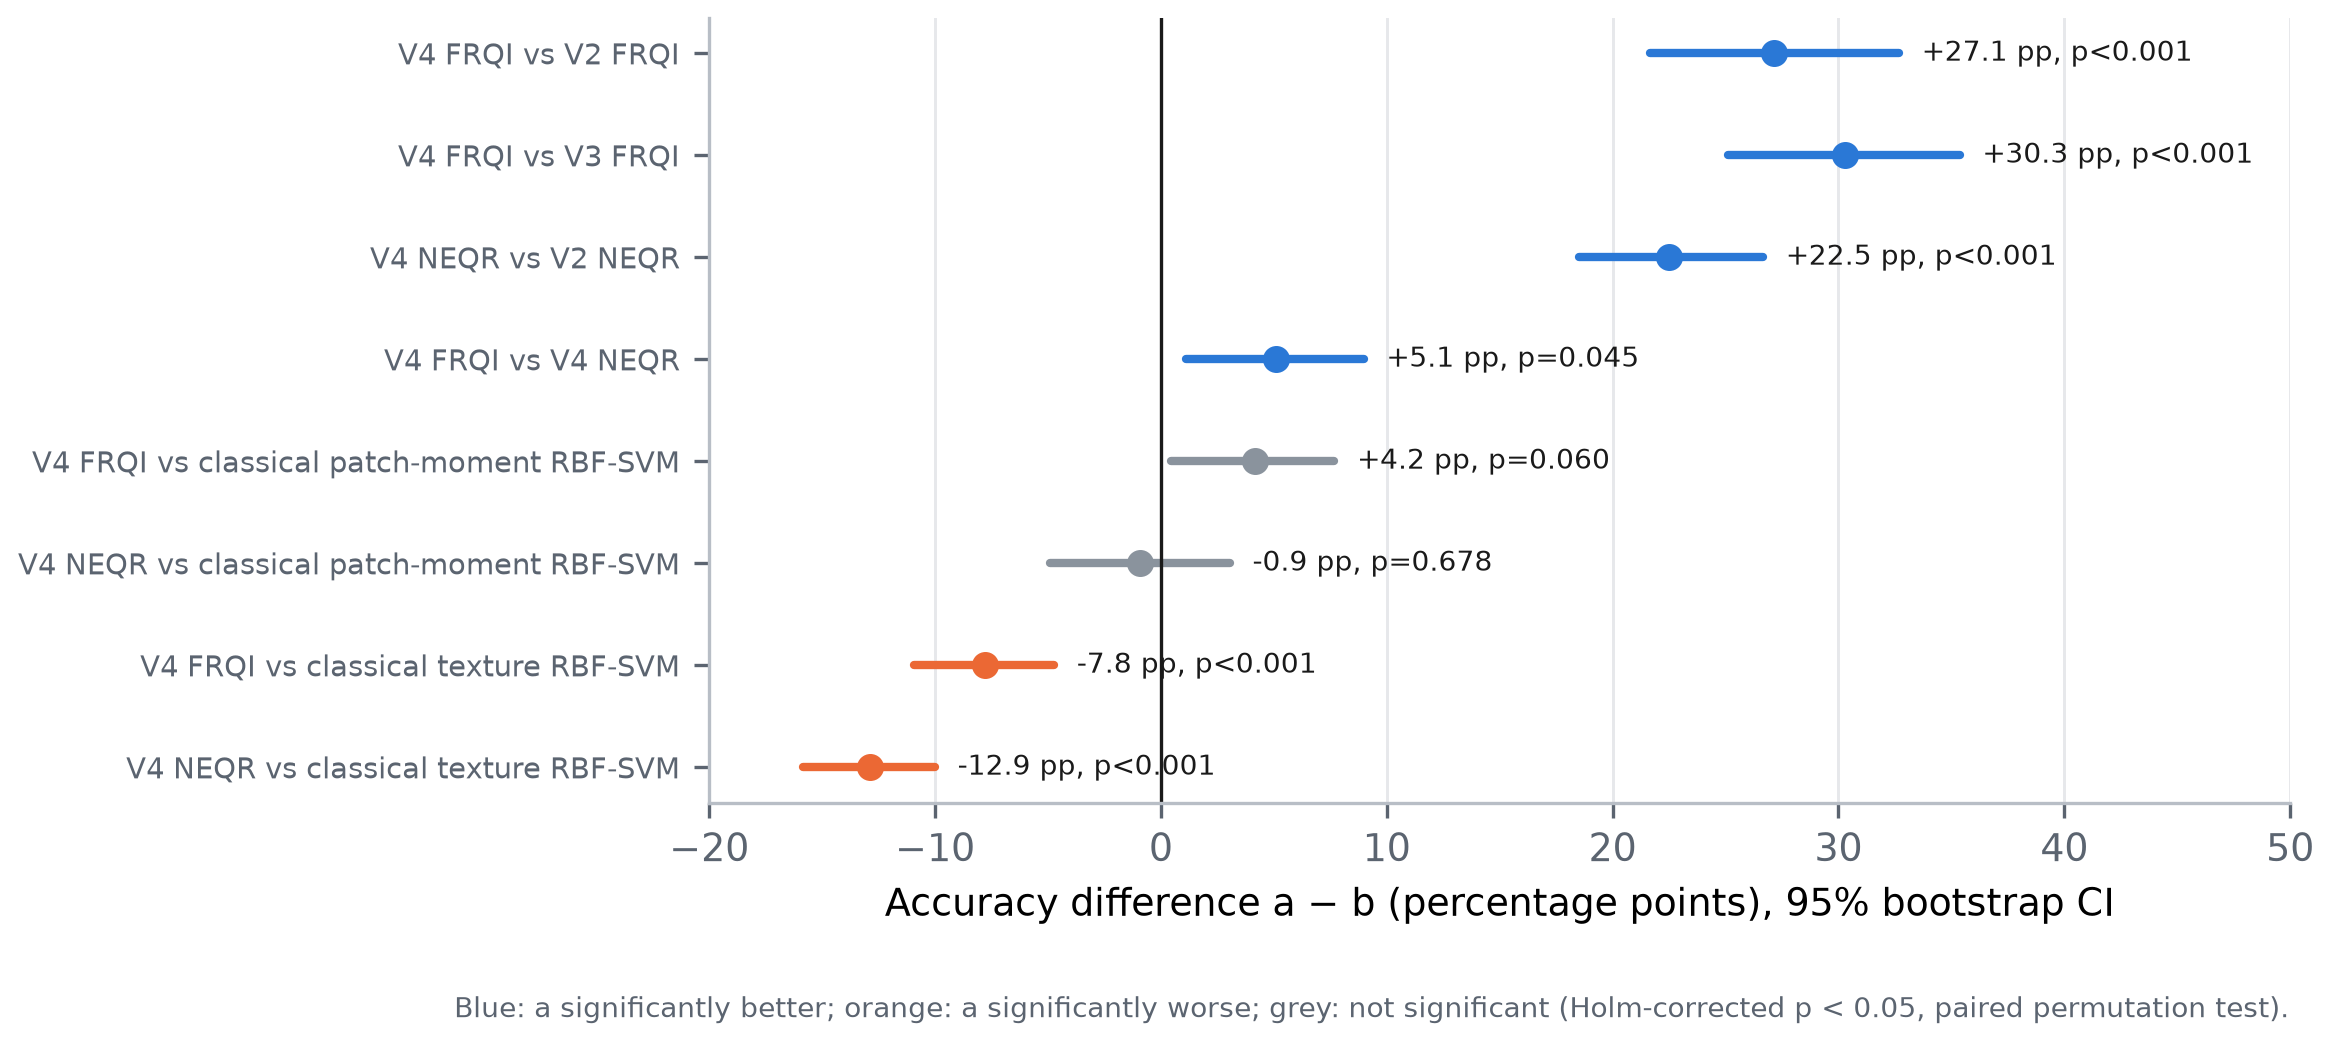 V4 FRQI vs V2 FRQI
+27.1 pp, p<0.001
V4 FRQI vs V3 FRQI
+30.3 pp, p<0.001
V4 NEQR vs V2 NEQR
+22.5 pp, p<0.001
V4 FRQI vs V4 NEQR
+5.1 pp, p=0.045
V4 FRQI vs classical patch-moment RBF-SVM
+4.2 pp, p=0.060
V4 NEQR vs classical patch-moment RBF-SVM
-0.9 pp, p=0.678
V4 FRQI vs classical texture RBF-SVM
-7.8 pp, p<0.001
V4 NEQR vs classical texture RBF-SVM
-12.9 pp, p<0.001
−20 −10 0 10 20 30 40 50
Accuracy difference a − b (percentage points), 95% bootstrap CI
Blue: a significantly better; orange: a significantly worse; grey: not significant (Holm-corrected p < 0.05, paired permutation test).